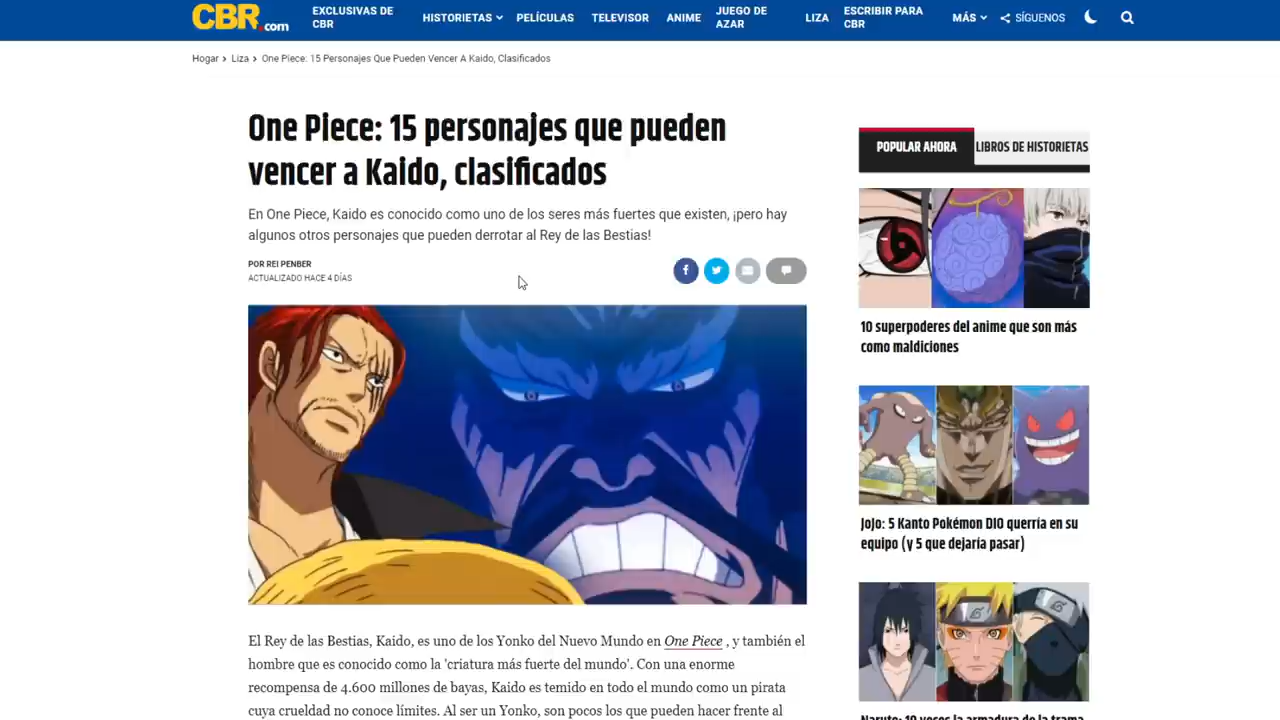 CBR.com
EXCLUSIVAS DE
CBR
HISTORIETAS
PELÍCULAS
TELEVISOR
ANIME
JUEGO DE
AZAR
LIZA
ESCRIBIR PARA
CBR
MÁS
SÍGUENOS
Hogar > Liza > One Piece: 15 Personajes Que Pueden Vencer A Kaido, Clasificados
One Piece: 15 personajes que pueden
vencer a Kaido, clasificados
En One Piece, Kaido es conocido como uno de los seres más fuertes que existen, ¡pero hay
algunos otros personajes que pueden derrotar al Rey de las Bestias!
POR REI PENBER
ACTUALIZADO HACE 4 DÍAS
El Rey de las Bestias, Kaido, es uno de los Yonko del Nuevo Mundo en One Piece , y también el
hombre que es conocido como la 'criatura más fuerte del mundo'. Con una enorme
recompensa de 4.600 millones de bayas, Kaido es temido en todo el mundo como un pirata
cuya crueldad no conoce límites. Al ser un Yonko, son pocos los que pueden hacer frente al
POPULAR AHORA
LIBROS DE HISTORIETAS
10 superpoderes del anime que son más
como maldiciones
JoJo: 5 Kanto Pokémon DIO querría en su
equipo (y 5 que dejaría pasar)
Naruto: 10 veces la armadura de la trama